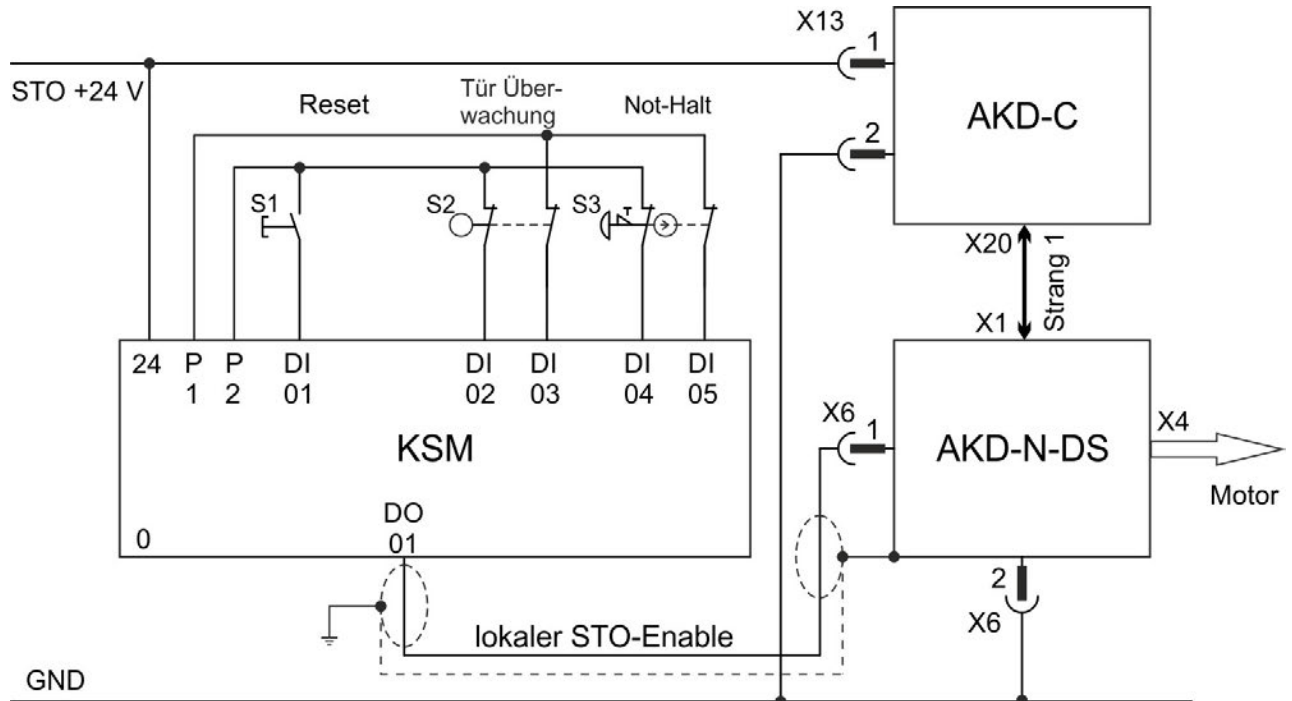 X13
1
STO +24 V
Reset
Tür Über-
wachung
Not-Halt
AKD-C
2
S1
S2
S3
X20
Strang 1
X1
24 P P DI DI DI DI DI
1 2 01 02 03 04 05
KSM
X6
1
AKD-N-DS
X4
Motor
DO
01
0
2
X6
lokaler STO-Enable
GND